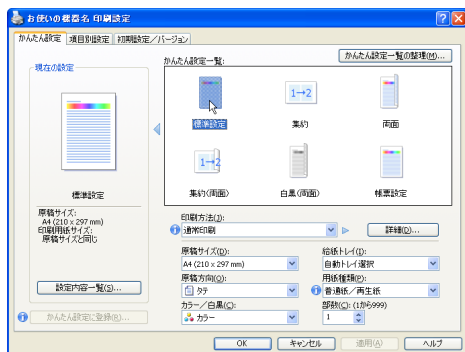 お使いの機器名 印刷設定
かんたん設定 項目別設定 初期設定／バージョン
現在の設定
かんたん設定一覧:
かんたん設定一覧の整理(M)...
標準設定
1→2
集約
両面
1→2
集約(両面)
白黒(両面)
帳票設定
標準設定
原稿サイズ:
A4 (210 x 297 mm)
印刷用紙サイズ:
原稿サイズと同じ
設定内容一覧(S)...
かんたん設定に登録(R)...
印刷方法(J):
通常印刷
詳細(D)...
原稿サイズ(D):
A4 (210 x 297 mm)
給紙トレイ(I):
自動トレイ選択
原稿方向(O):
タテ
用紙種類(P):
普通紙／再生紙
カラー／白黒(C):
カラー
部数(C): (1から999)
1
OK
キャンセル
適用(A)
ヘルプ